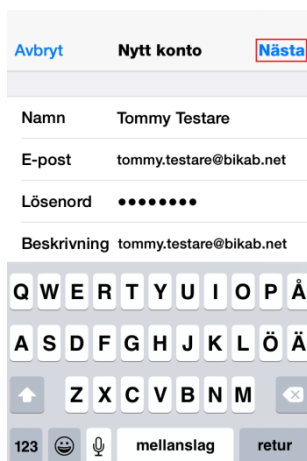 Avbryt Nytt konto Nästa
Namn Tommy Testare
E-post tommy.testare@bikab.net
Lösenord ●●●●●●●●
Beskrivning tommy.testare@bikab.net
Q W E R T Y U I O P Å
A S D F G H J K L Ö Ä
Z X C V B N M
123 mellanslag retur